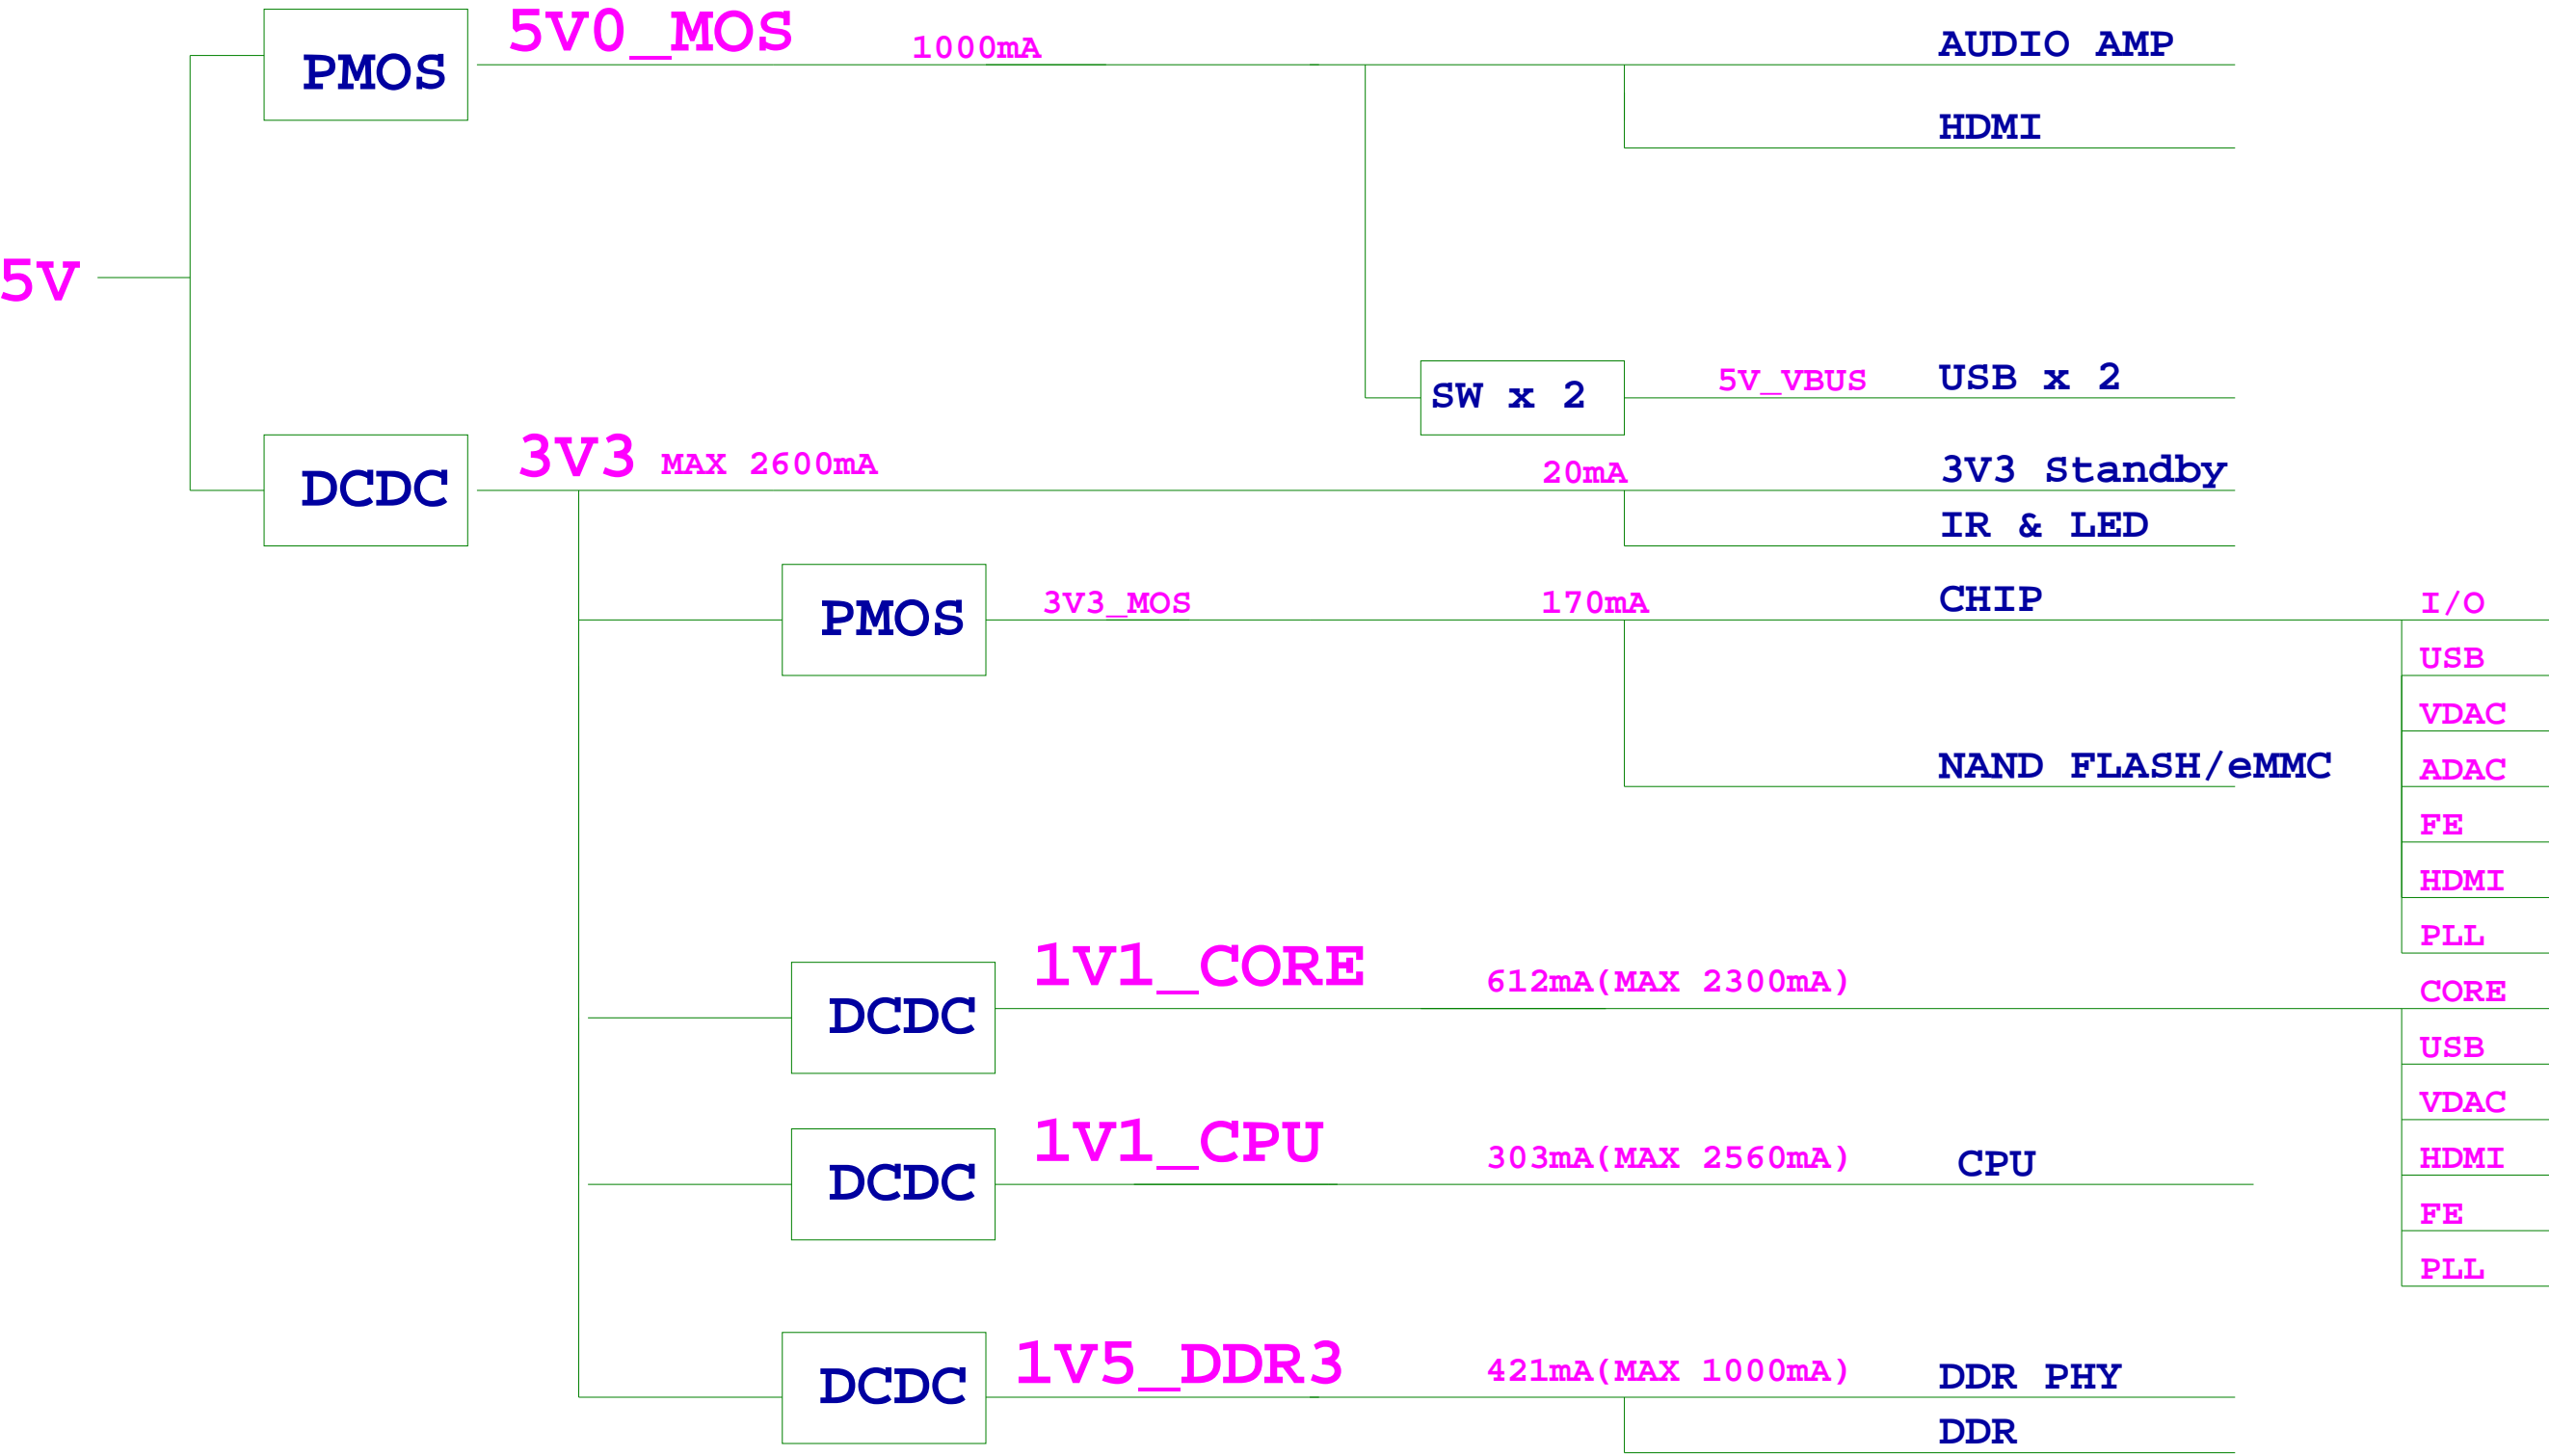 5V0_MOS
1000mA
AUDIO AMP
PMOS
HDMI
5V
SW x 2
5V_VBUS
USB x 2
DCDC
3V3 MAX 2600mA
20mA
3V3 Standby
IR & LED
PMOS
3V3_MOS
170mA
CHIP
I/O
USB
VDAC
NAND FLASH/eMMC
ADAC
FE
HDMI
PLL
DCDC
1V1_CORE
612mA(MAX 2300mA)
CORE
USB
VDAC
DCDC
1V1_CPU
303mA(MAX 2560mA)
CPU
HDMI
FE
PLL
DCDC
1V5_DDR3
421mA(MAX 1000mA)
DDR PHY
DDR